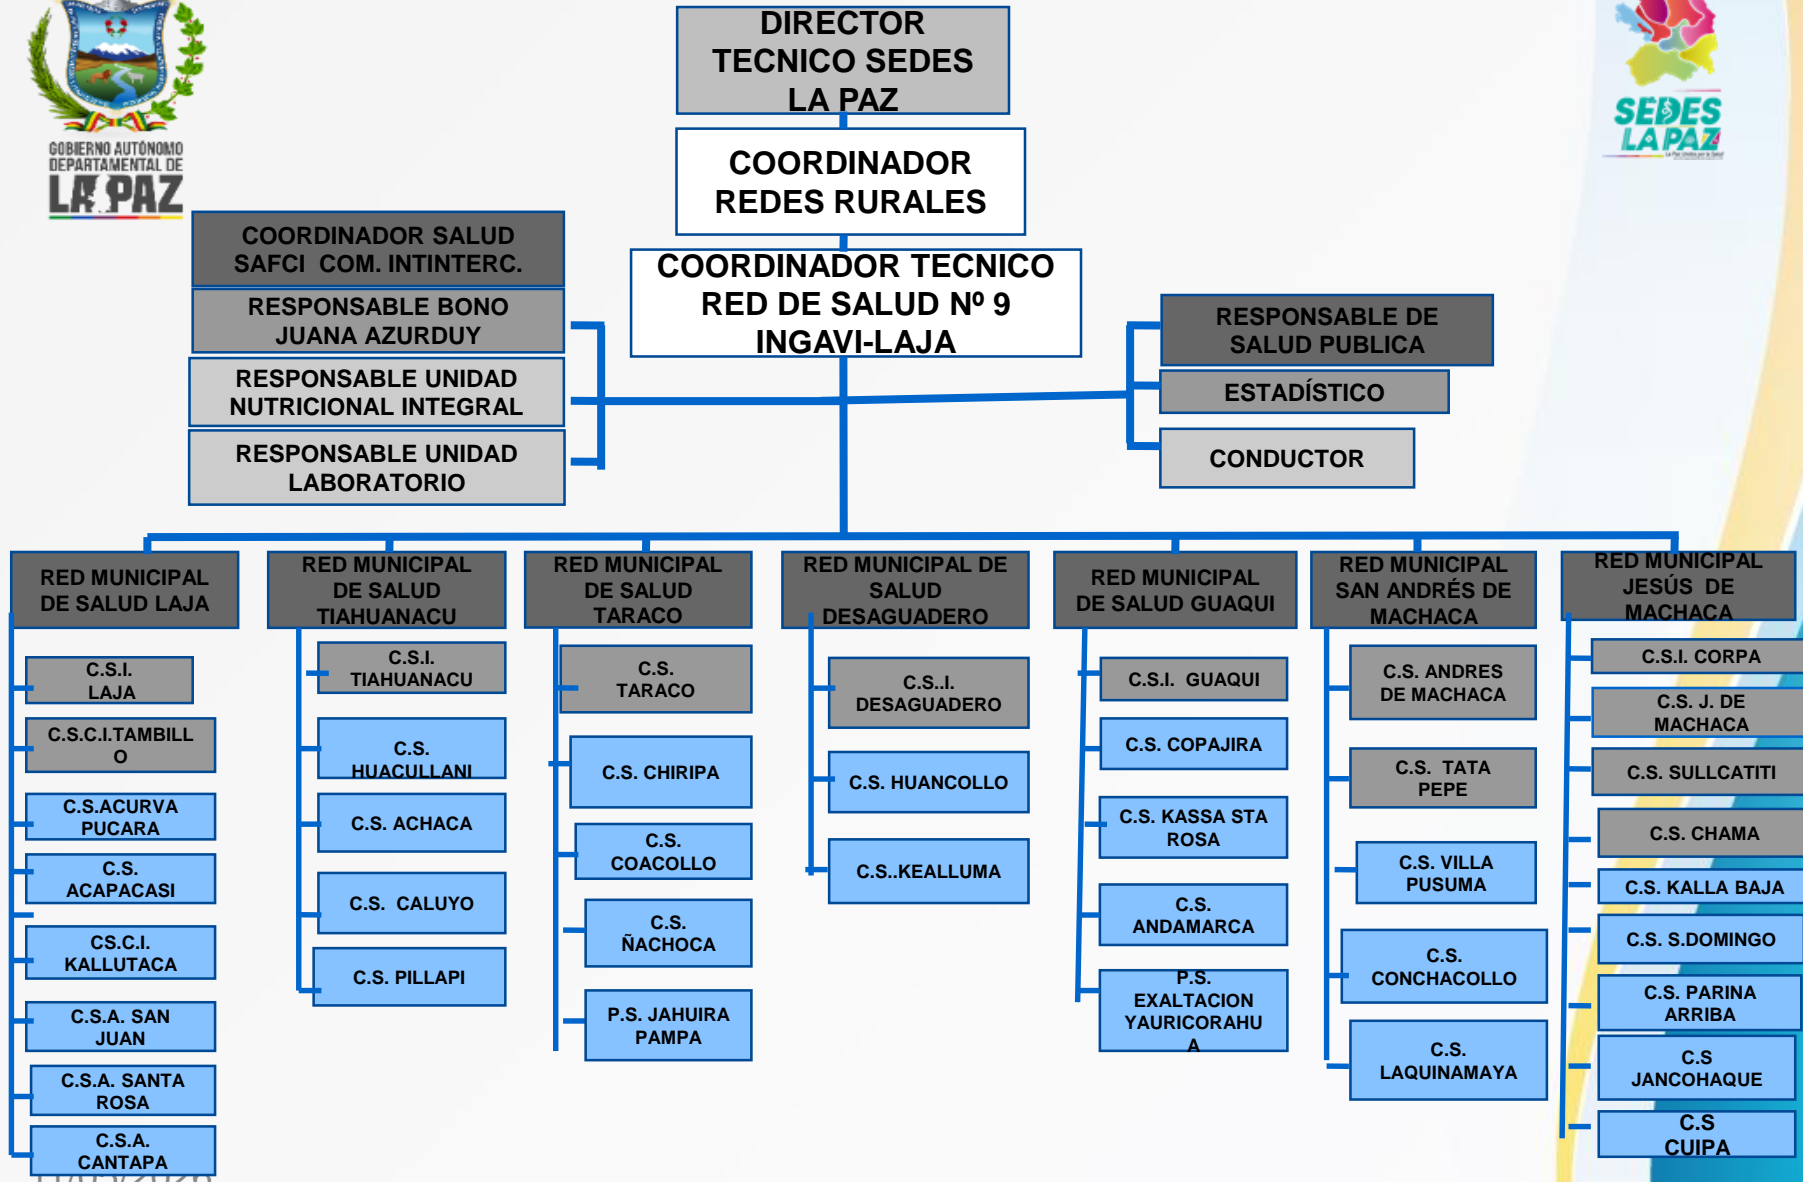 DIRECTOR
TECNICO SEDES
LA PAZ
GOBIERNO AUTÓNOMO
DEPARTAMENTAL DE
LA PAZ
SEDES
LA PAZ
COORDINADOR
REDES RURALES
COORDINADOR SALUD
SAFCI COM. INTINTERC.
COORDINADOR TECNICO
RED DE SALUD Nº 9
INGAVI-LAJA
RESPONSABLE BONO
JUANA AZURDUY
RESPONSABLE UNIDAD
NUTRICIONAL INTEGRAL
RESPONSABLE UNIDAD
LABORATORIO
RESPONSABLE DE
SALUD PUBLICA
ESTADÍSTICO
CONDUCTOR
RED MUNICIPAL
DE SALUD LAJA
C.S.I.
LAJA
C.S.C.I.TAMBILL
O
C.S.ACURVA
PUCARA
C.S.
ACAPACASI
CS.C.I.
KALLUTACA
C.S.A. SAN
JUAN
C.S.A. SANTA
ROSA
C.S.A.
CANTAPA
RED MUNICIPAL
DE SALUD
TIAHUANACU
C.S.I.
TIAHUANACU
C.S.
HUACULLANI
C.S. ACHACA
C.S. CALUYO
C.S. PILLAPI
RED MUNICIPAL
DE SALUD
TARACO
C.S.
TARACO
C.S. CHIRIPA
C.S.
COACOLLO
C.S.
ÑACHOCA
P.S. JAHUIRA
PAMPA
RED MUNICIPAL DE
SALUD
DESAGUADERO
C.S..I.
DESAGUADERO
C.S. HUANCOLLO
C.S..KEALLUMA
RED MUNICIPAL
DE SALUD GUAQUI
C.S.I. GUAQUI
C.S. COPAJIRA
C.S. KASSA STA
ROSA
C.S.
ANDAMARCA
P.S.
EXALTACION
YAURICORAHU
A
RED MUNICIPAL
SAN ANDRÉS DE
MACHACA
C.S. ANDRES
DE MACHACA
C.S. TATA
PEPE
C.S. VILLA
PUSUMA
C.S.
CONCHACOLLO
C.S.
LAQUINAMAYA
RED MUNICIPAL
JESÚS DE
MACHACA
C.S.I. CORPA
C.S. J. DE
MACHACA
C.S. SULLCATITI
C.S. CHAMA
C.S. KALLA BAJA
C.S. S.DOMINGO
C.S. PARINA
ARRIBA
C.S
JANCOHAQUE
C.S
CUIPA